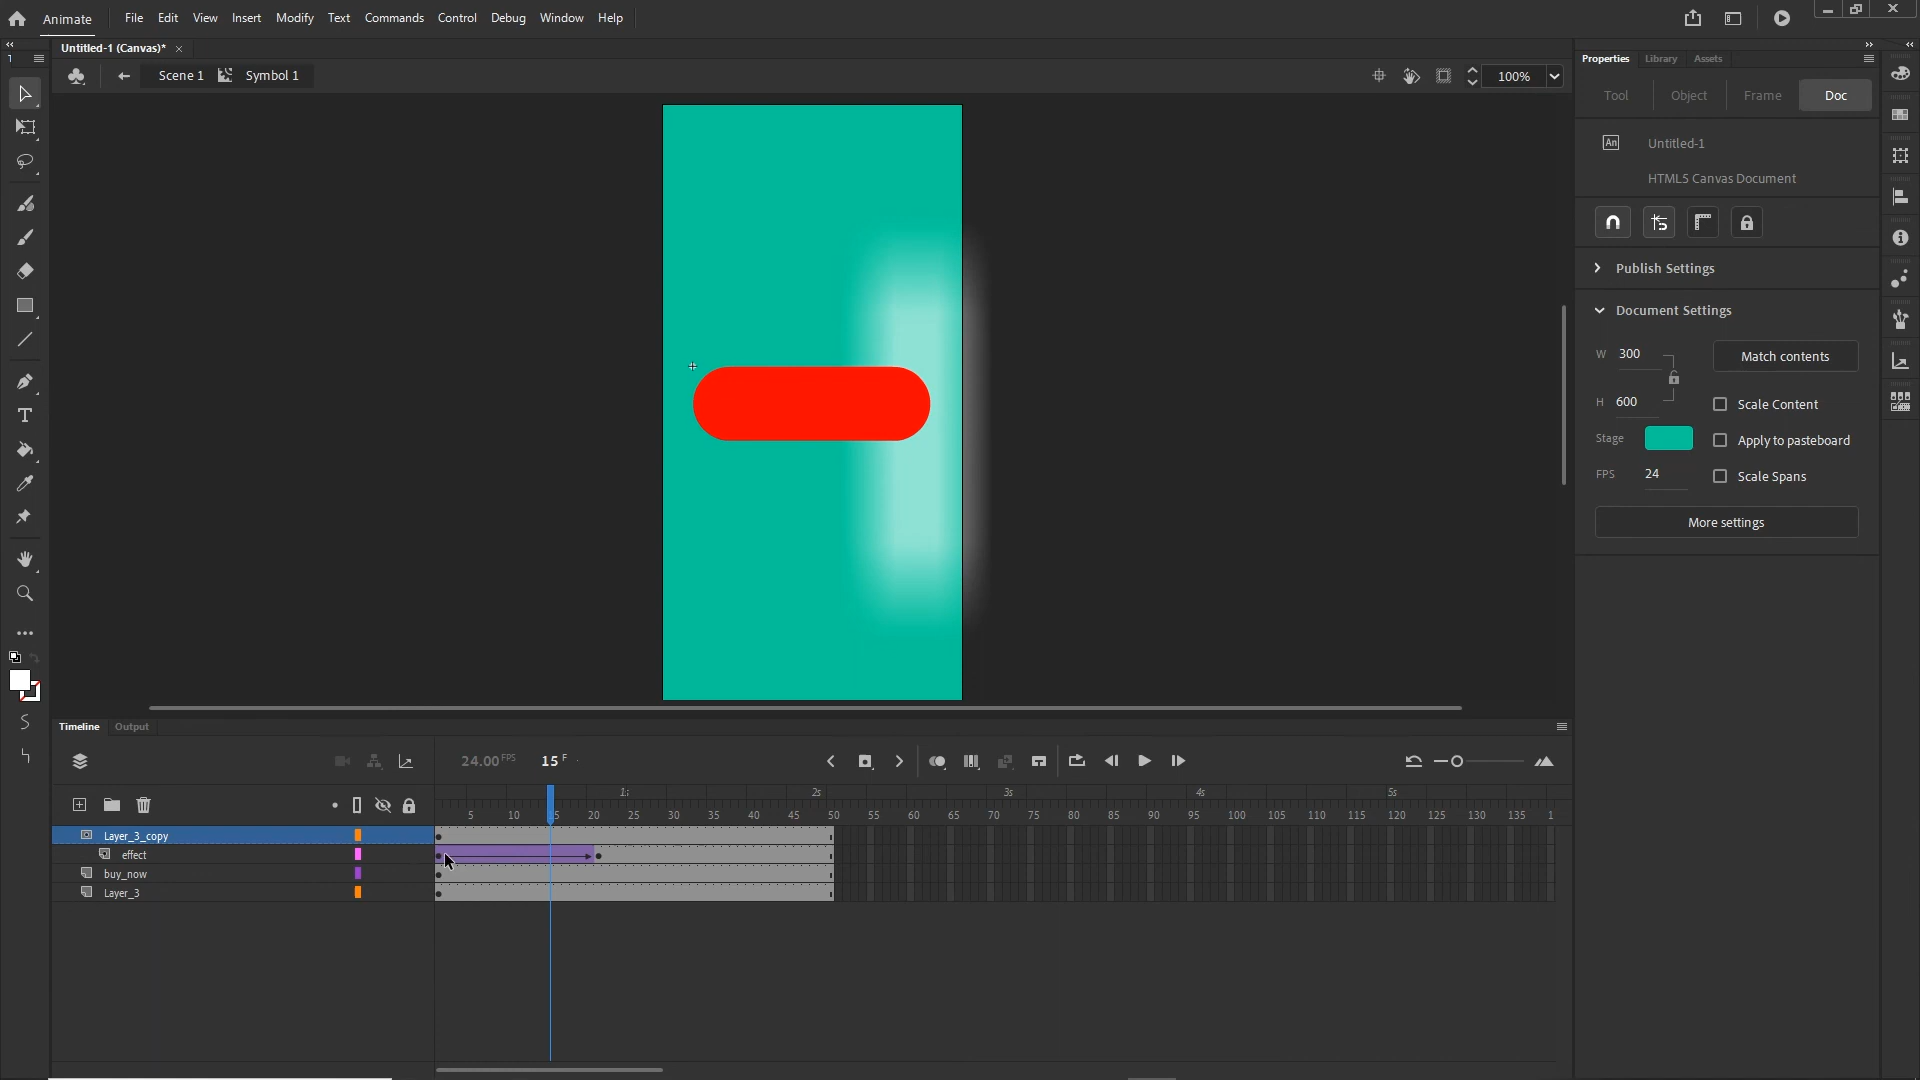 Animate File Edit View Insert Modify Text Commands Control Debug Window Help
Untitled-1 (Canvas)* ×
Scene 1 Symbol 1 100%
Properties Library Assets
Tool Object Frame Doc
An Untitled-1
HTML5 Canvas Document
Publish Settings
Document Settings
W 300 Match contents
H 600 Scale Content
Stage Apply to pasteboard
FPS 24 Scale Spans
More settings
Timeline Output
24.00 FPS 15 F
1s 2s 3s 4s 5s
5 10 15 20 25 30 35 40 45 50 55 60 65 70 75 80 85 90 95 100 105 110 115 120 125 130 135
Layer_3_copy
effect
buy_now
Layer_3